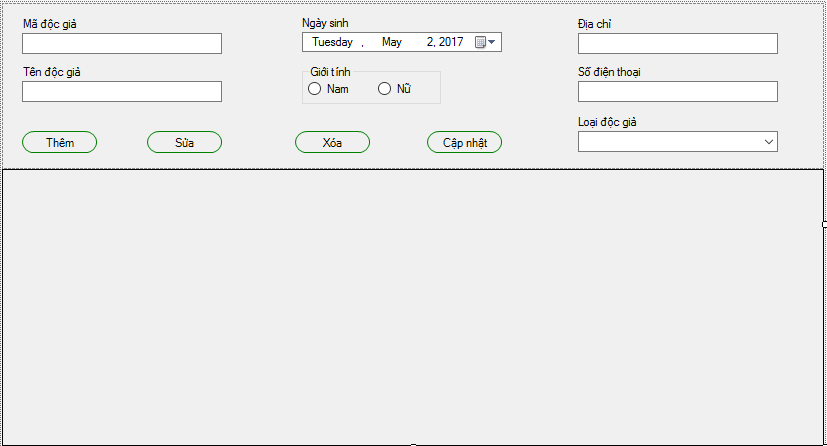 Mã độc giả
Ngày sinh
Địa chỉ
Tuesday , May 2, 2017
Tên độc giả
Giới tính
Số điện thoại
Nam
Nữ
Loại độc giả
Thêm
Sửa
Xóa
Cập nhật